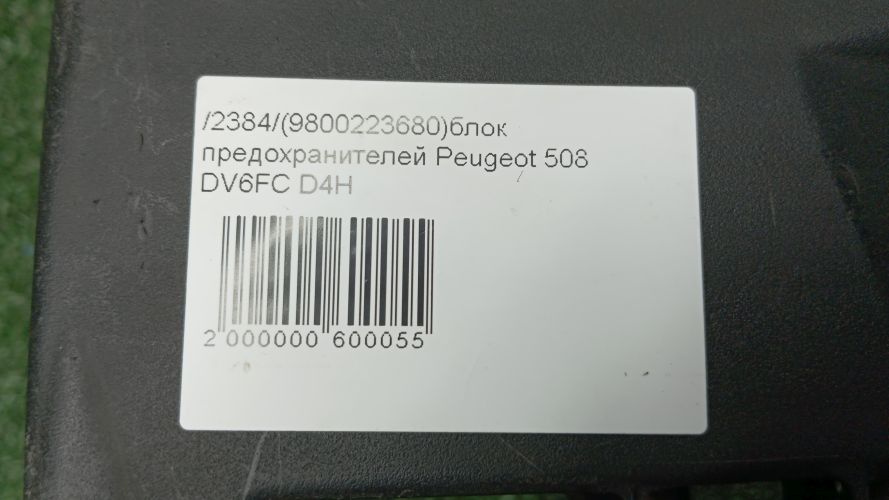 /2384/(9800223680)блок
предохранителей Peugeot 508
DV6FC D4H
2 000000 600055